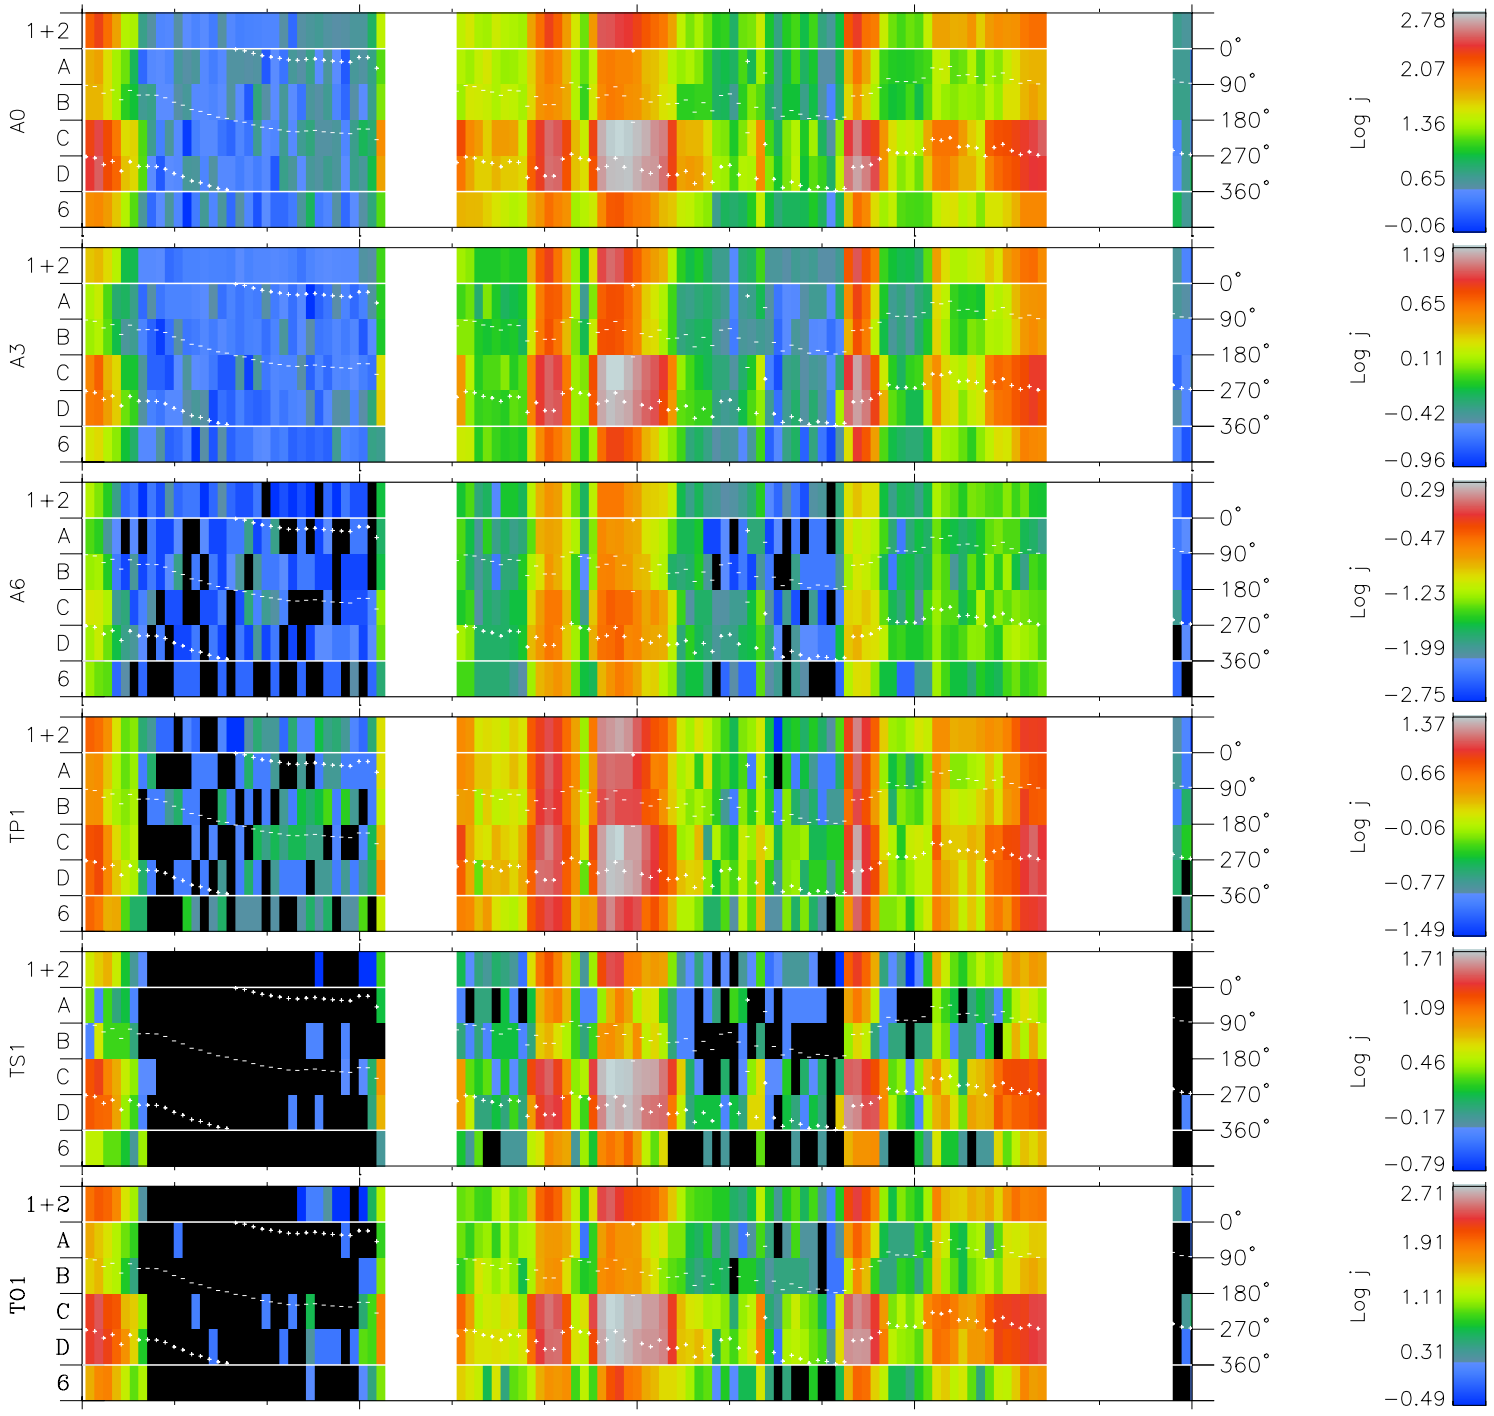 1+2
A
B
C
D
6
A0
0°
90°
180°
270°
360°
Log j
2.78
2.07
1.36
0.65
−0.06
1+2
A
B
C
D
6
A3
0°
90°
180°
270°
360°
Log j
1.19
0.65
0.11
−0.42
−0.96
1+2
A
B
C
D
6
A6
0°
90°
180°
270°
360°
Log j
0.29
−0.47
−1.23
−1.99
−2.75
1+2
A
B
C
D
6
TP1
0°
90°
180°
270°
360°
Log j
1.37
0.66
−0.06
−0.77
−1.49
1+2
A
B
C
D
6
TS1
0°
90°
180°
270°
360°
Log j
1.71
1.09
0.46
−0.17
−0.79
1+2
A
B
C
D
6
TO1
0°
90°
180°
270°
360°
Log j
2.71
1.91
1.11
0.31
−0.49